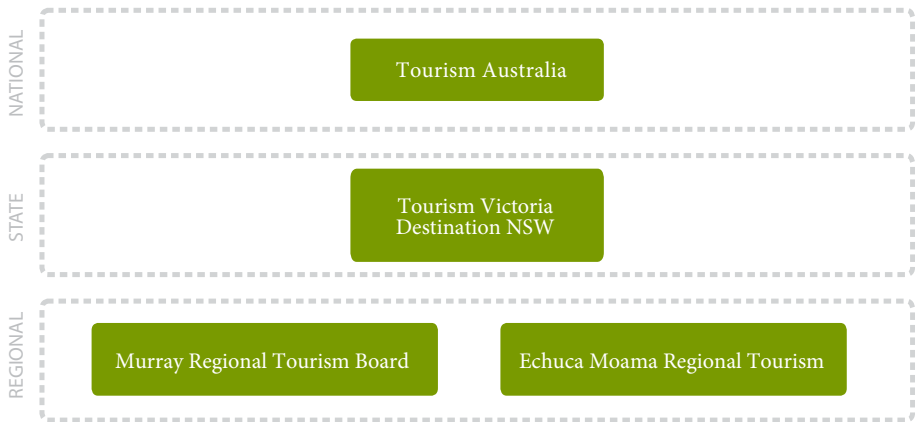 NATIONAL
Tourism Australia
STATE
Tourism Victoria
Destination NSW
REGIONAL
Murray Regional Tourism Board
Echuca Moama Regional Tourism